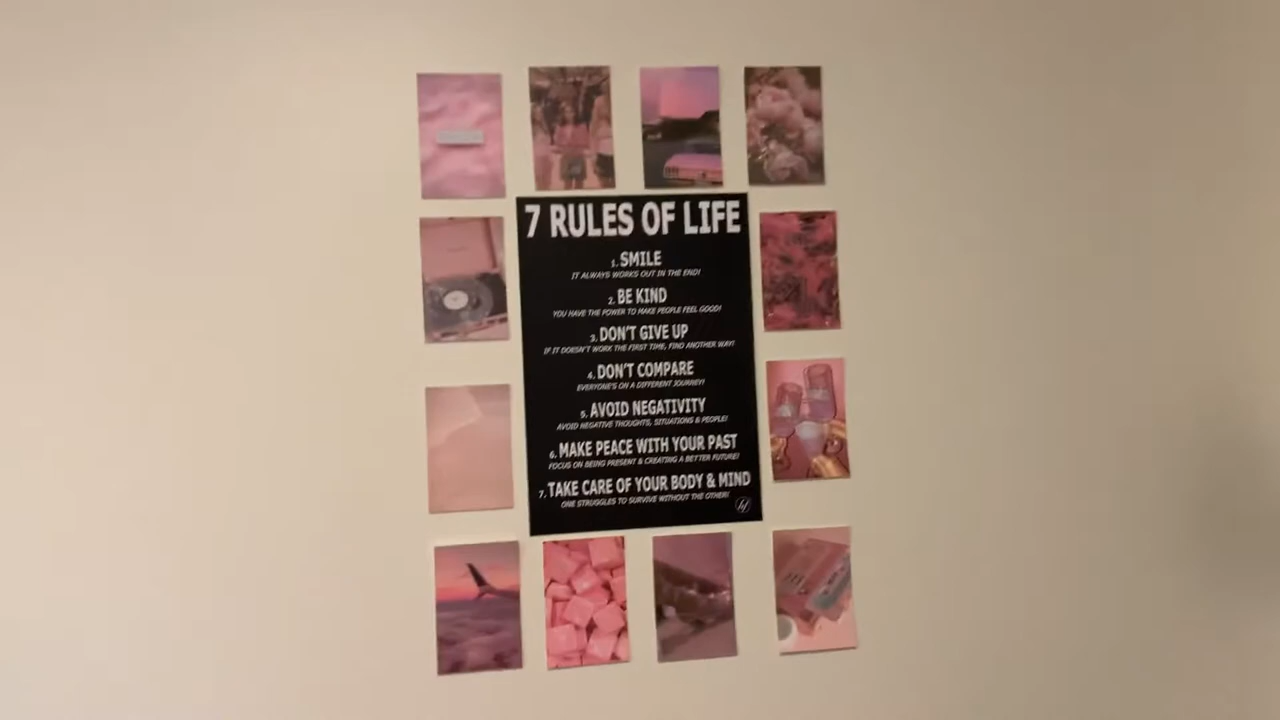 7 RULES OF LIFE
1. SMILE
IT ALWAYS WORKS OUT IN THE END!
2. BE KIND
YOU HAVE THE POWER TO MAKE PEOPLE FEEL GOOD!
3. DON'T GIVE UP
IF IT DOESN'T WORK THE FIRST TIME, FIND ANOTHER WAY!
4. DON'T COMPARE
EVERYONE'S ON A DIFFERENT JOURNEY!
5. AVOID NEGATIVITY
AVOID NEGATIVE THOUGHTS, SITUATIONS & PEOPLE!
6. MAKE PEACE WITH YOUR PAST
FOCUS ON BEING PRESENT & CREATING A BETTER FUTURE!
7. TAKE CARE OF YOUR BODY & MIND
ONE STRUGGLES TO SURVIVE WITHOUT THE OTHER!